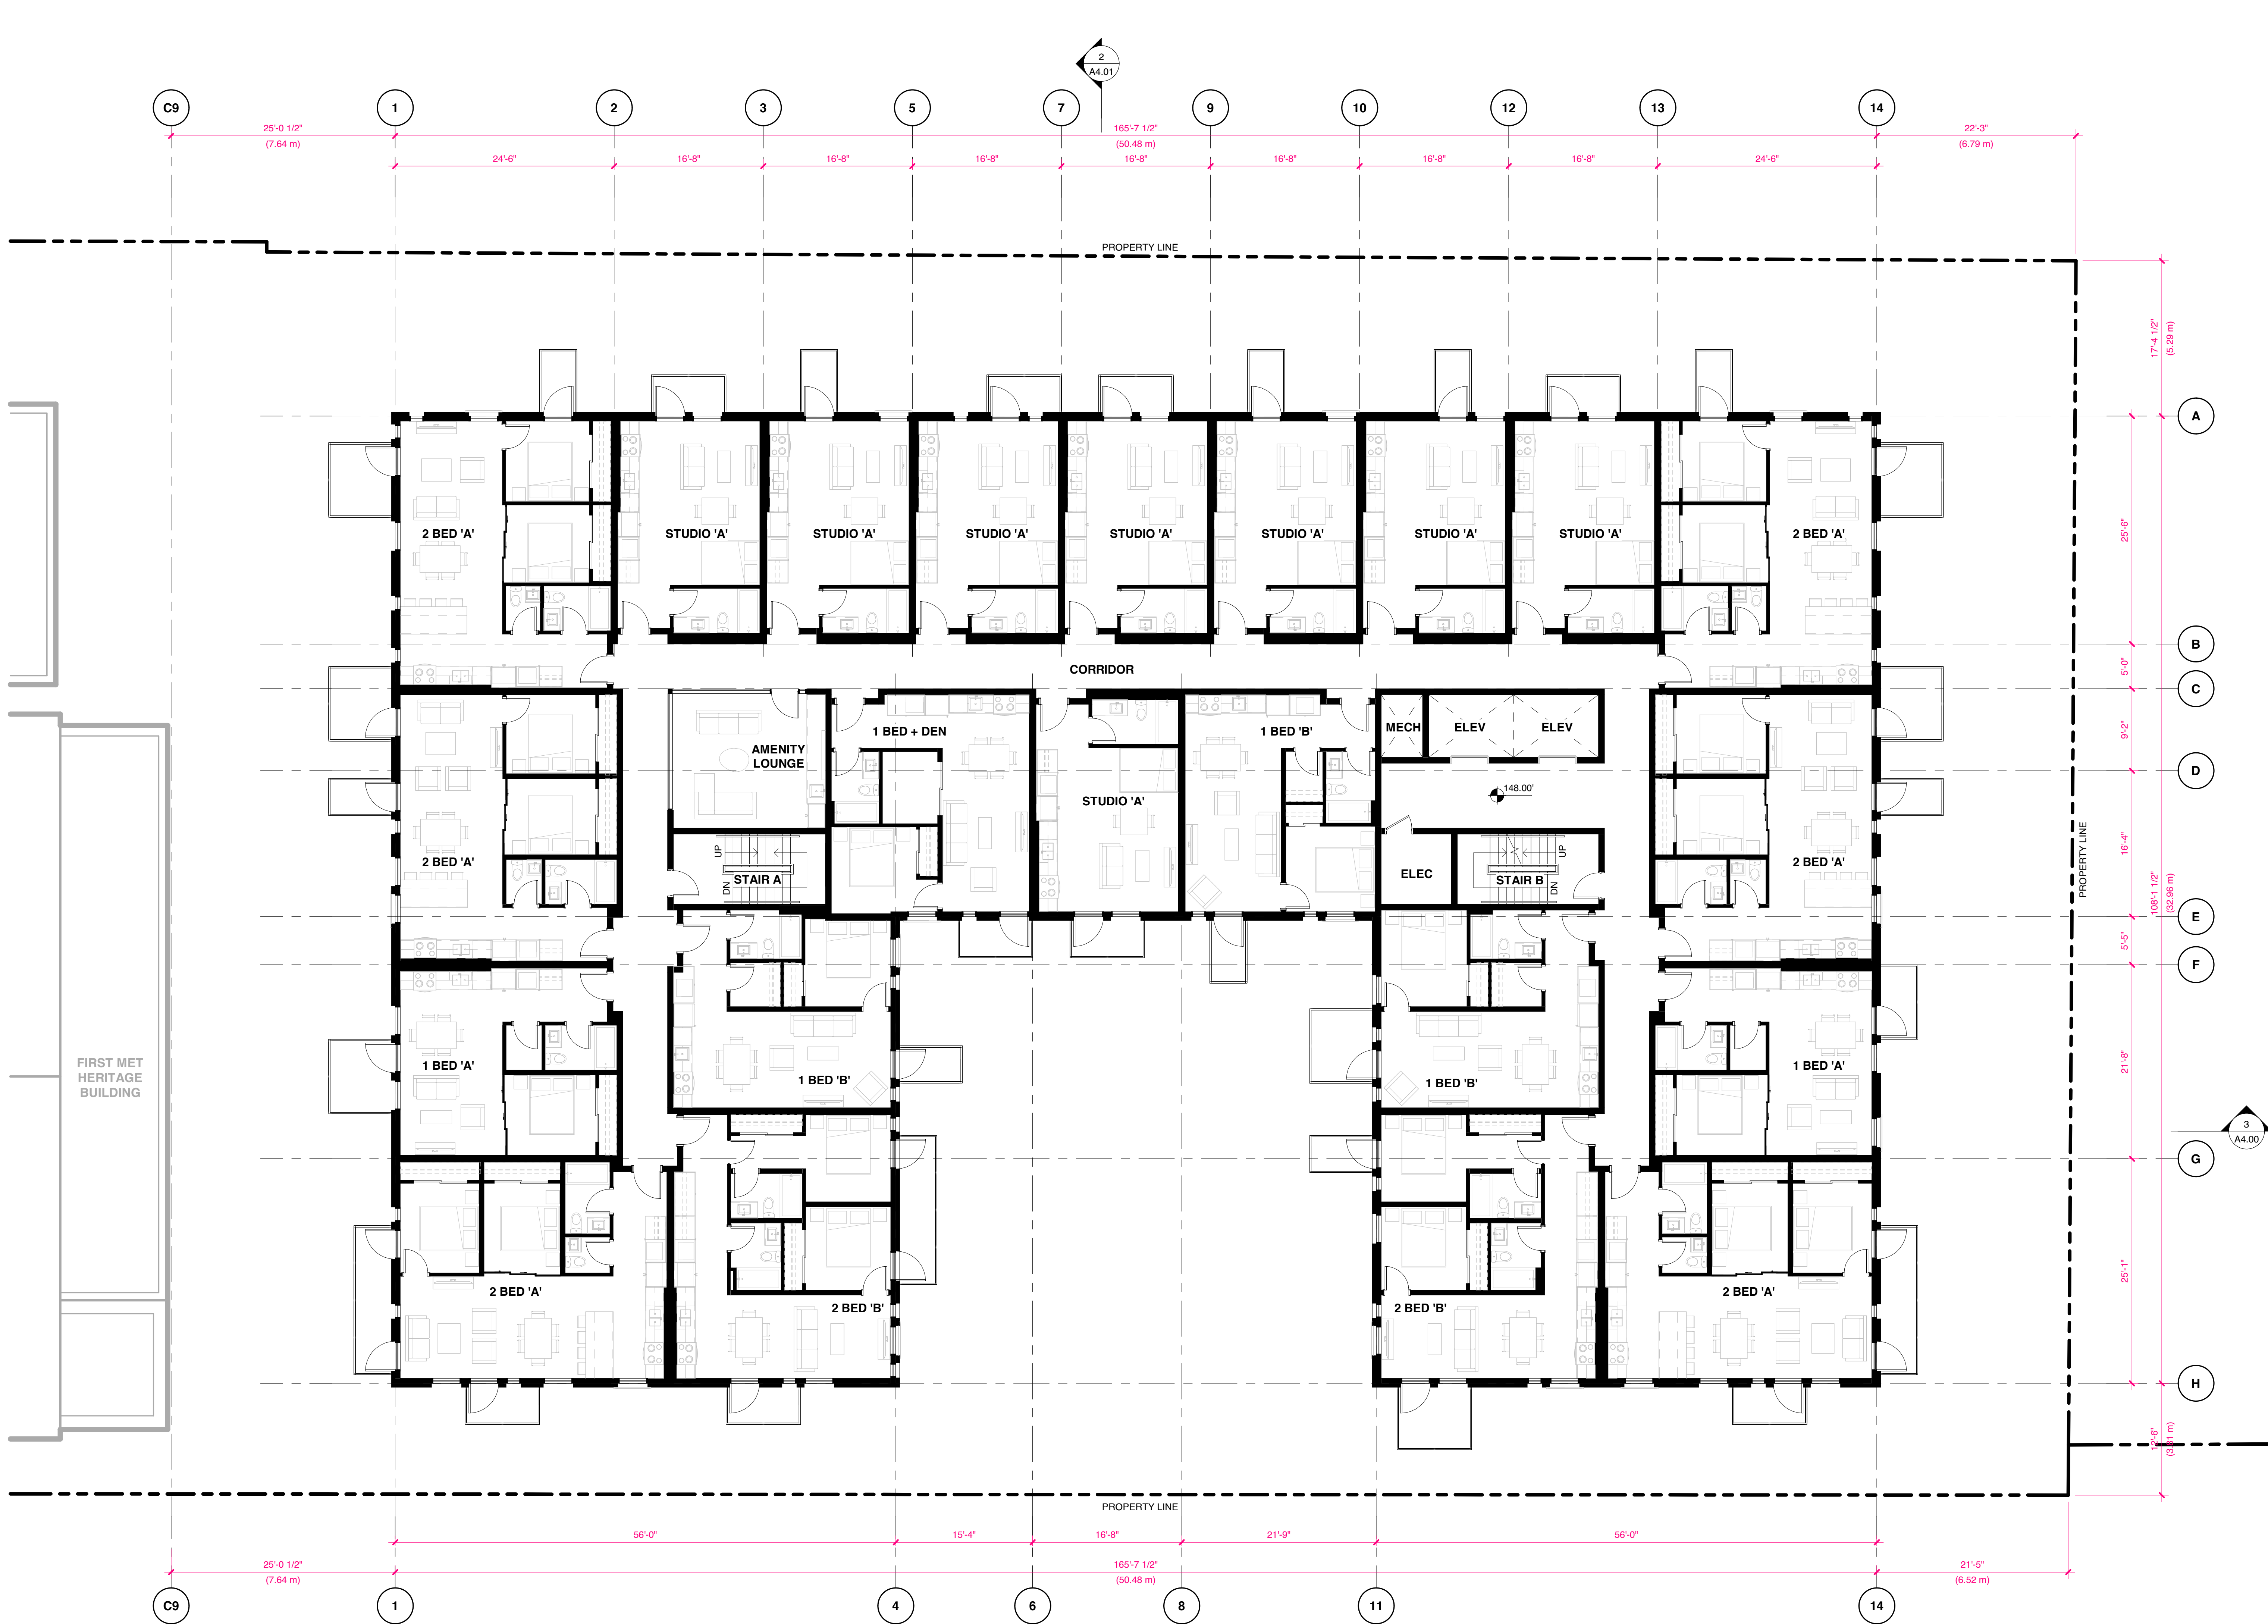 2
A4.01
C9
1
2
3
5
7
9
10
12
13
14
25'-0 1/2"
165'-7 1/2"
22'-3"
(7.64 m)
(50.48 m)
(6.79 m)
24'-6"
16'-8"
16'-8"
16'-8"
16'-8"
16'-8"
16'-8"
16'-8"
24'-6"
PROPERTY LINE
17'-4 1/2"
(5.29 m)
A
2 BED 'A'
STUDIO 'A'
STUDIO 'A'
STUDIO 'A'
STUDIO 'A'
STUDIO 'A'
STUDIO 'A'
STUDIO 'A'
2 BED 'A'
25'-6"
B
CORRIDOR
5'-0"
C
AMENITY
LOUNGE
1 BED + DEN
1 BED 'B'
MECH
ELEV
ELEV
9'-2"
D
STUDIO 'A'
148.00'
UP
DN
STAIR A
2 BED 'A'
ELEC
UP
DN
STAIR B
2 BED 'A'
16'-4"
PROPERTY LINE
108'-1 1/2"
(32.96 m)
E
5'-5"
F
FIRST MET
HERITAGE
BUILDING
1 BED 'A'
1 BED 'B'
1 BED 'B'
1 BED 'A'
21'-8"
3
A4.00
G
2 BED 'A'
2 BED 'B'
2 BED 'B'
2 BED 'A'
25'-1"
H
12'-6"
(3.81 m)
PROPERTY LINE
56'-0"
15'-4"
16'-8"
21'-9"
56'-0"
25'-0 1/2"
165'-7 1/2"
21'-5"
(7.64 m)
(50.48 m)
(6.52 m)
C9
1
4
6
8
11
14